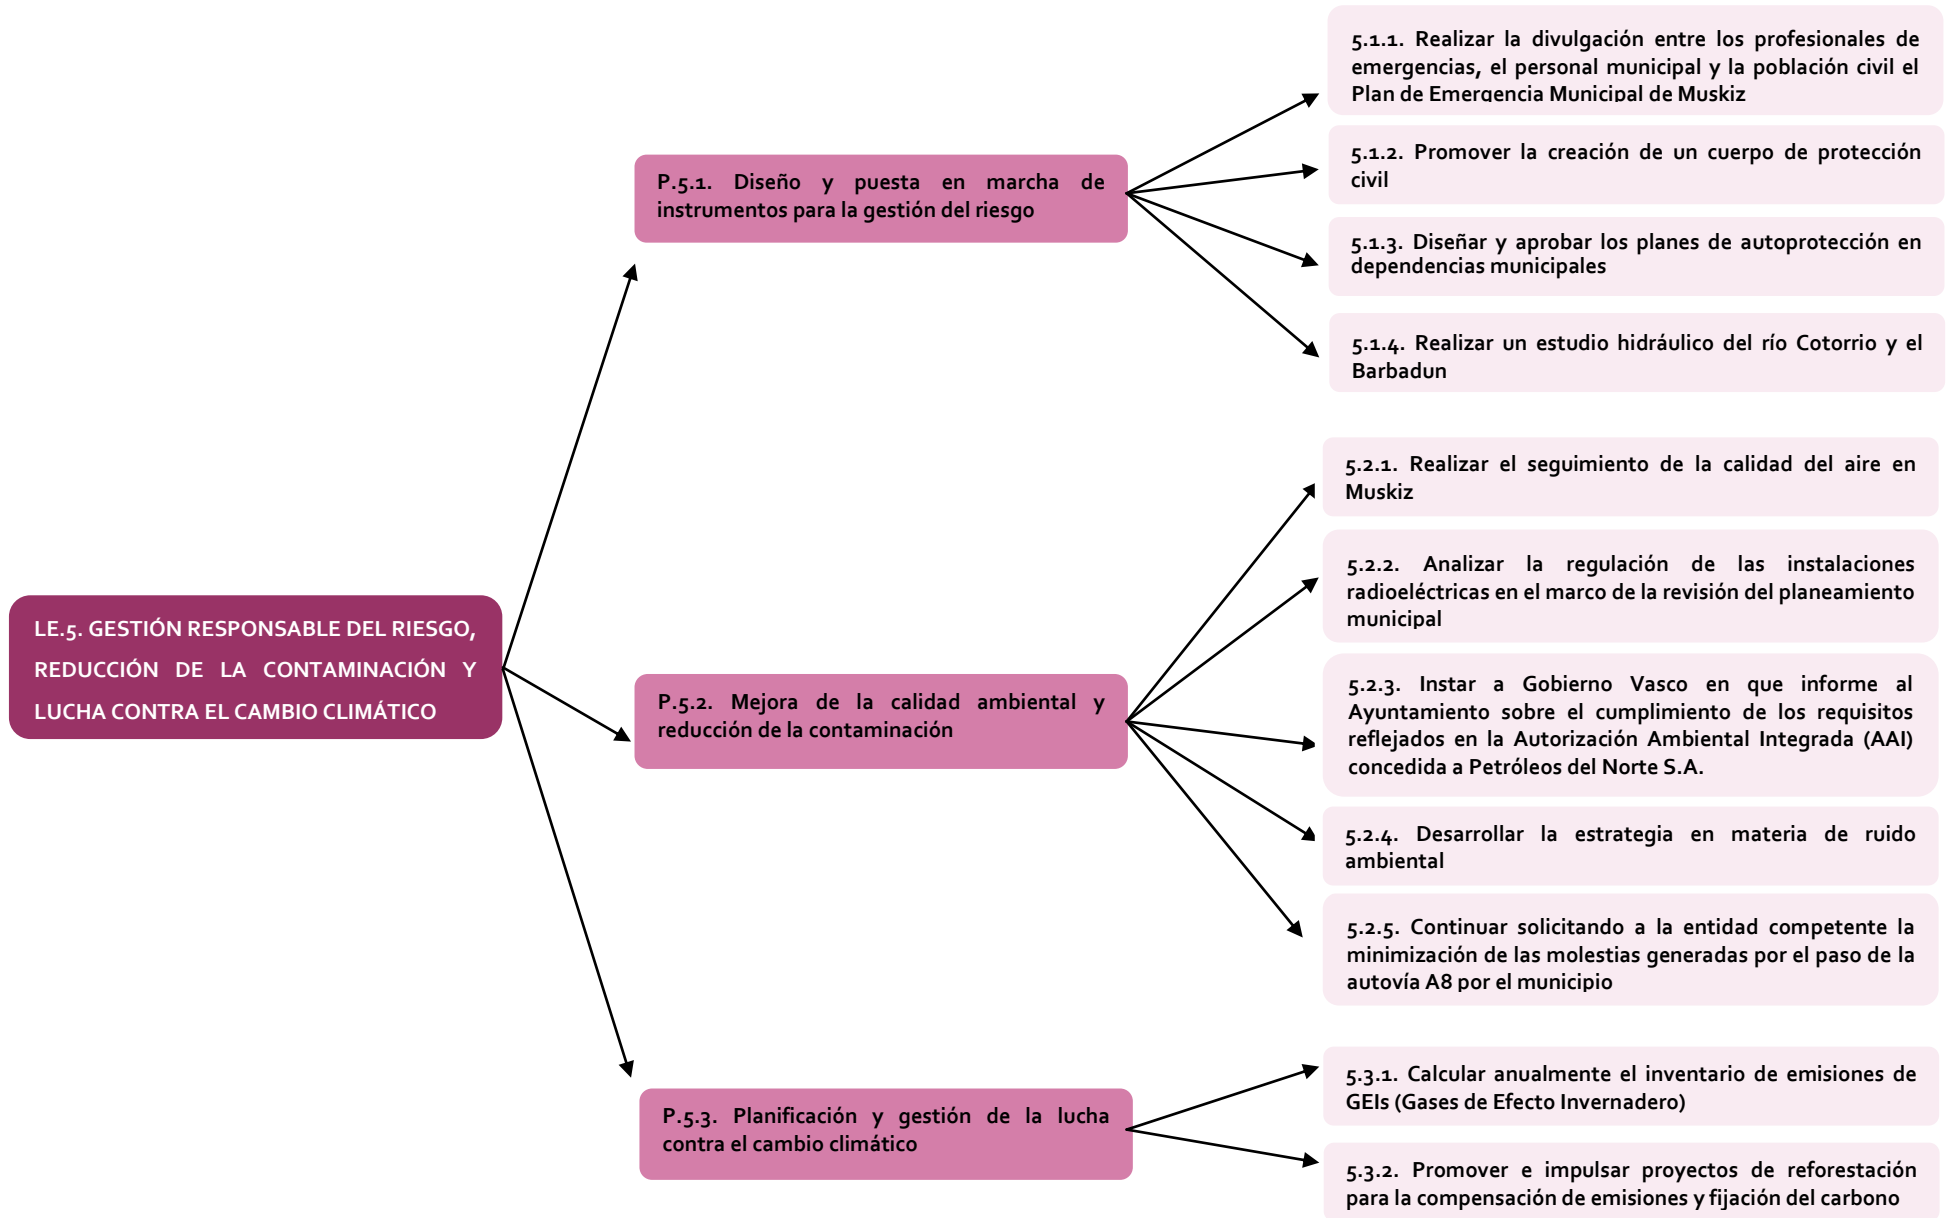 LE.5. GESTIÓN RESPONSABLE DEL RIESGO,
REDUCCIÓN DE LA CONTAMINACIÓN Y
LUCHA CONTRA EL CAMBIO CLIMÁTICO
P.5.1. Diseño y puesta en marcha de
instrumentos para la gestión del riesgo
5.1.1. Realizar la divulgación entre los profesionales de
emergencias, el personal municipal y la población civil el
Plan de Emergencia Municipal de Muskiz
5.1.2. Promover la creación de un cuerpo de protección
civil
5.1.3. Diseñar y aprobar los planes de autoprotección en
dependencias municipales
5.1.4. Realizar un estudio hidráulico del río Cotorrio y el
Barbadun
P.5.2. Mejora de la calidad ambiental y
reducción de la contaminación
5.2.1. Realizar el seguimiento de la calidad del aire en
Muskiz
5.2.2. Analizar la regulación de las instalaciones
radioeléctricas en el marco de la revisión del planeamiento
municipal
5.2.3. Instar a Gobierno Vasco en que informe al
Ayuntamiento sobre el cumplimiento de los requisitos
reflejados en la Autorización Ambiental Integrada (AAI)
concedida a Petróleos del Norte S.A.
5.2.4. Desarrollar la estrategia en materia de ruido
ambiental
5.2.5. Continuar solicitando a la entidad competente la
minimización de las molestias generadas por el paso de la
autovía A8 por el municipio
P.5.3. Planificación y gestión de la lucha
contra el cambio climático
5.3.1. Calcular anualmente el inventario de emisiones de
GEIs (Gases de Efecto Invernadero)
5.3.2. Promover e impulsar proyectos de reforestación
para la compensación de emisiones y fijación del carbono